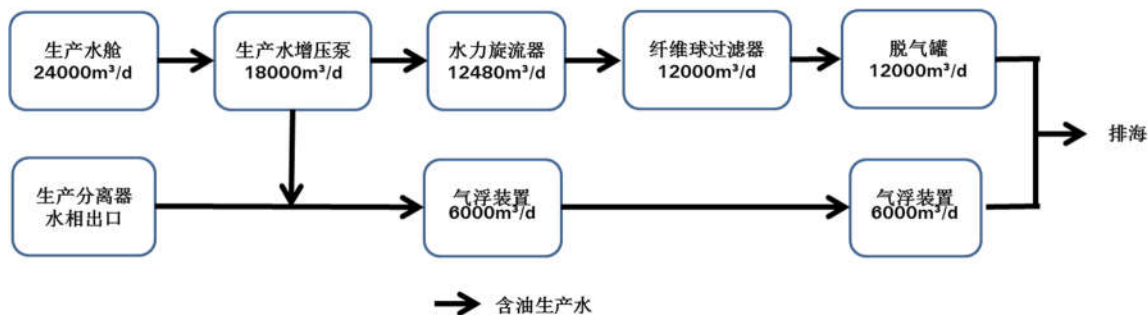 生产水舱
24000m³/d
生产水增压泵
18000m³/d
水力旋流器
12480m³/d
纤维球过滤器
12000m³/d
脱气罐
12000m³/d
排海
生产分离器
水相出口
气浮装置
6000m³/d
气浮装置
6000m³/d
含油生产水